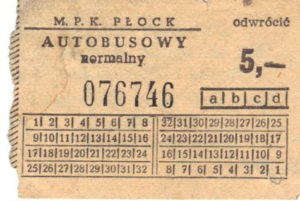 M. P. K. PŁOCK odwrócić
AUTOBUSOWY 5,—
normalny
076746 a|b|c|d
1|2|3|4|5|6|7|8 32|31|30|29|28|27|26|25
9|10|11|12|13|14|15|16 24|23|22|21|20|19|18|17
17|18|19|20|21|22|23|24 16|15|14|13|12|11|10|9
25|26|27|28|29|30|31|32 8|7|6|5|4|3|2|1